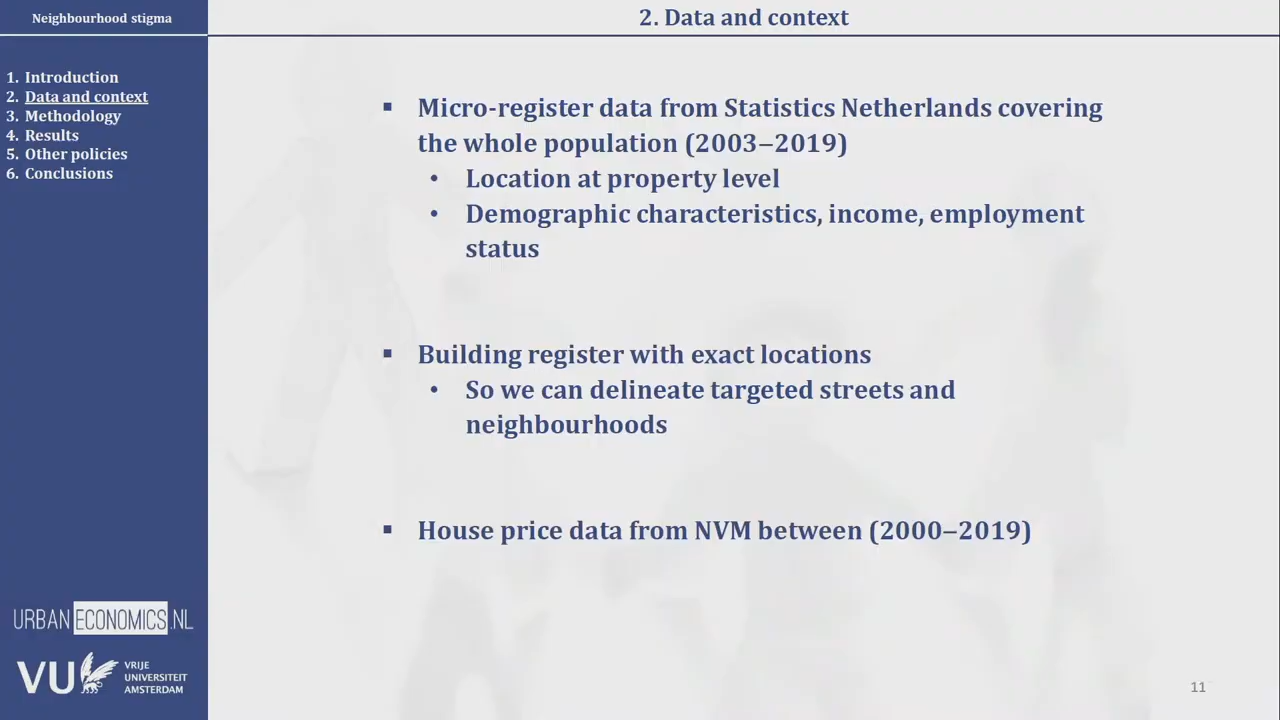 Neighbourhood stigma
2. Data and context
1. Introduction
2. Data and context
3. Methodology
4. Results
5. Other policies
6. Conclusions
▪ Micro-register data from Statistics Netherlands covering
the whole population (2003–2019)
• Location at property level
• Demographic characteristics, income, employment
status
▪ Building register with exact locations
• So we can delineate targeted streets and
neighbourhoods
▪ House price data from NVM between (2000–2019)
URBANECONOMICS.NL
VU VRIJE
UNIVERSITEIT
AMSTERDAM
11